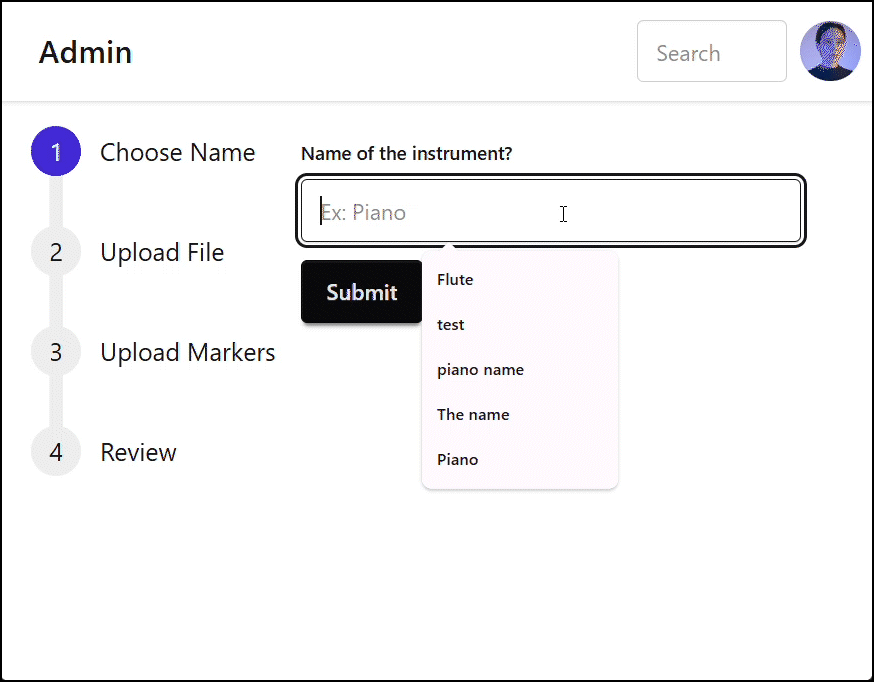 Admin
Search
1 Choose Name
2 Upload File
3 Upload Markers
4 Review
Name of the instrument?
Ex: Piano
Submit
Flute
test
piano name
The name
Piano